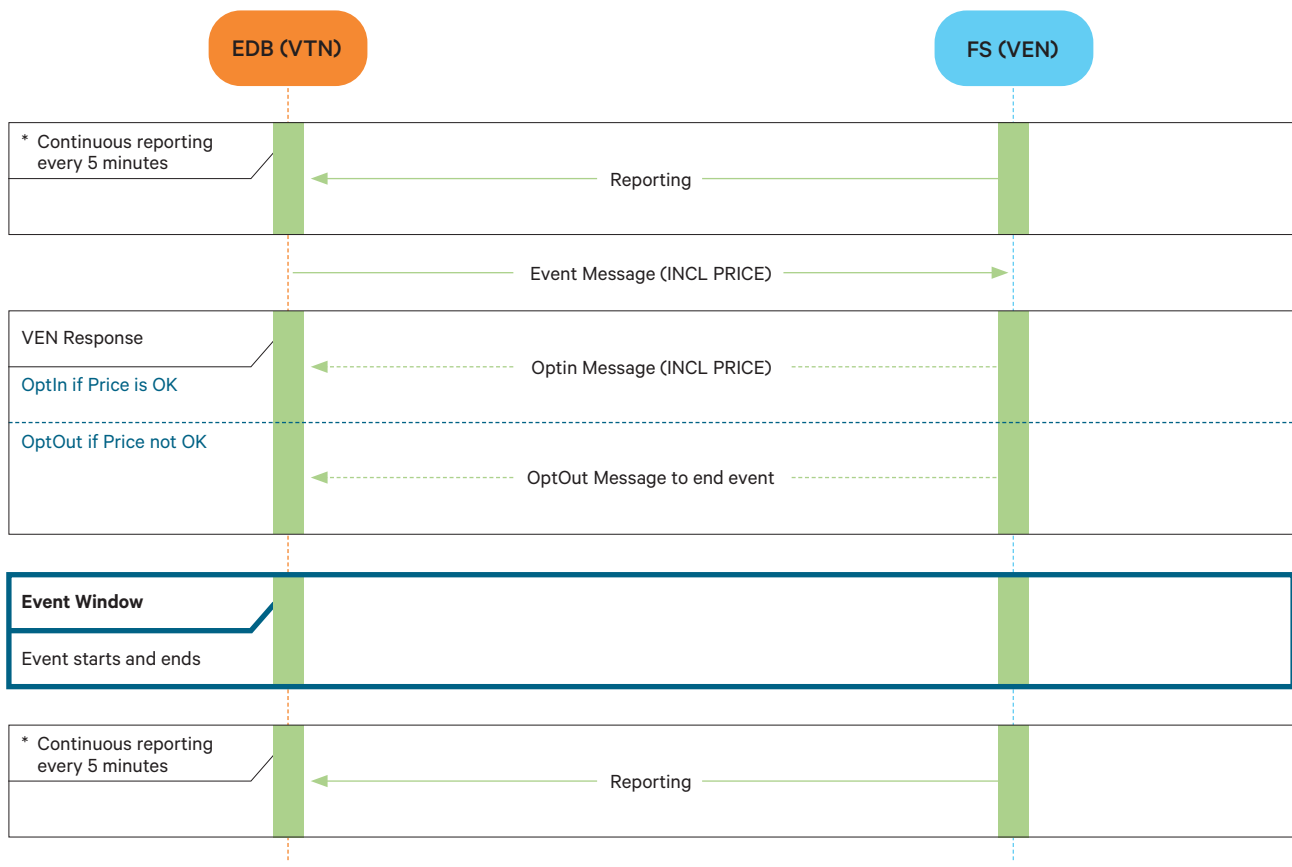 EDB (VTN)
FS (VEN)
* Continuous reporting
every 5 minutes
Reporting
Event Message (INCL PRICE)
VEN Response
Optin Message (INCL PRICE)
OptIn if Price is OK
OptOut if Price not OK
OptOut Message to end event
Event Window
Event starts and ends
* Continuous reporting
every 5 minutes
Reporting